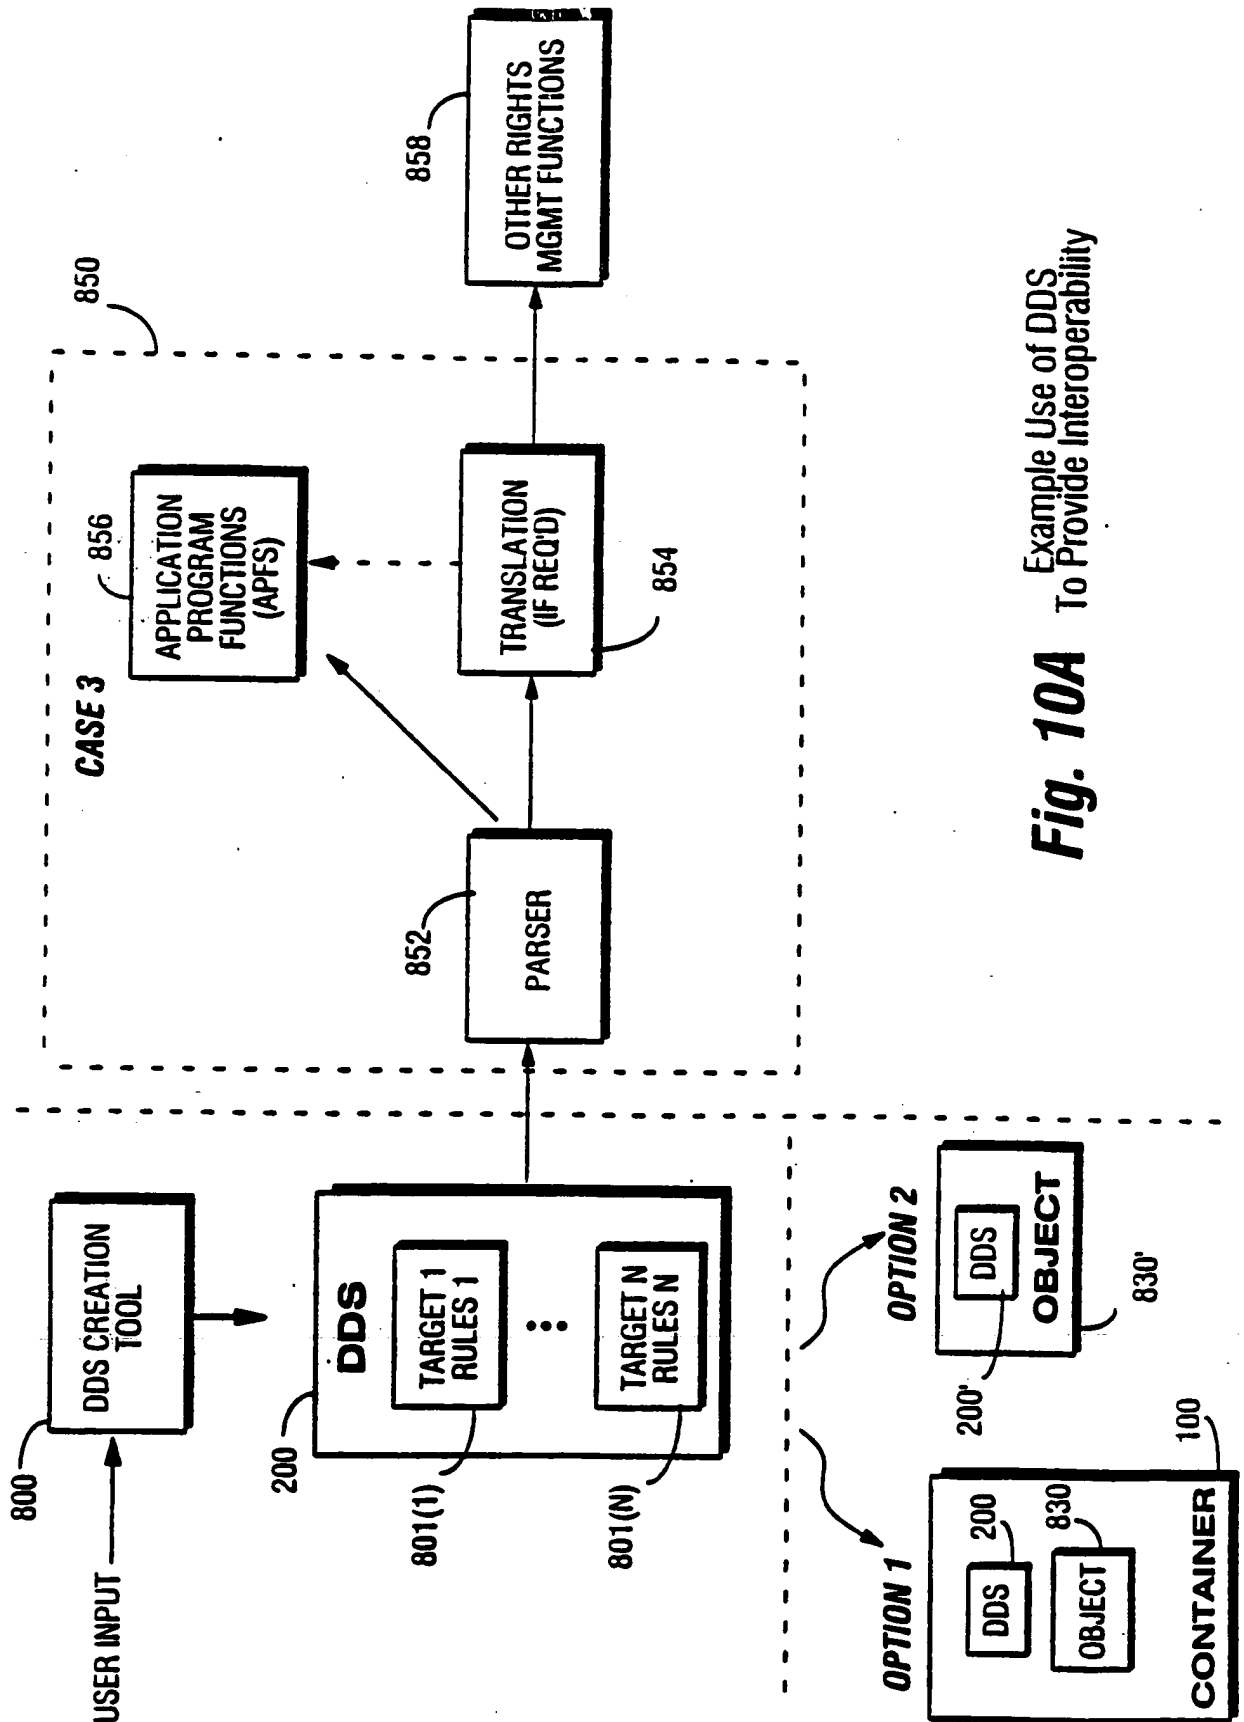 USER INPUT
800
DDS CREATION
TOOL
200
DDS
TARGET 1
RULES 1
801(1)
TARGET N
RULES N
801(N)
OPTION 1
DDS
200
OBJECT
830
CONTAINER
100
OPTION 2
DDS
200'
OBJECT
830'
CASE 3
850
852
PARSER
856
APPLICATION
PROGRAM
FUNCTIONS
(APFS)
TRANSLATION
(IF REQ'D)
854
858
OTHER RIGHTS
MGMT FUNCTIONS
Fig. 10A
Example Use of DDS
To Provide Interoperability